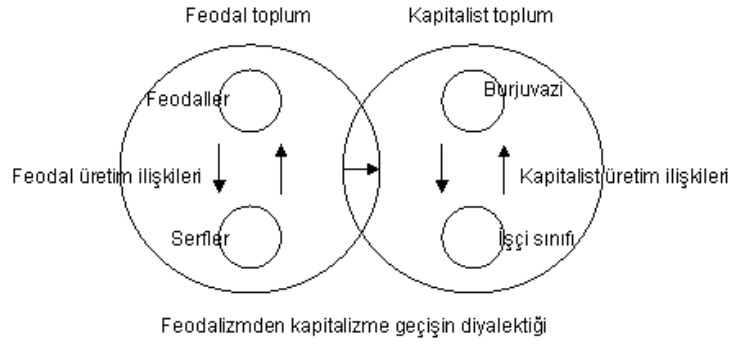 Feodal toplum
Kapitalist toplum
Feodaller
Burjuvazi
Feodal üretim ilişkileri
Kapitalist üretim ilişkileri
Serfler
İşçi sınıfı
Feodalizmden kapitalizme geçişin diyalektiği